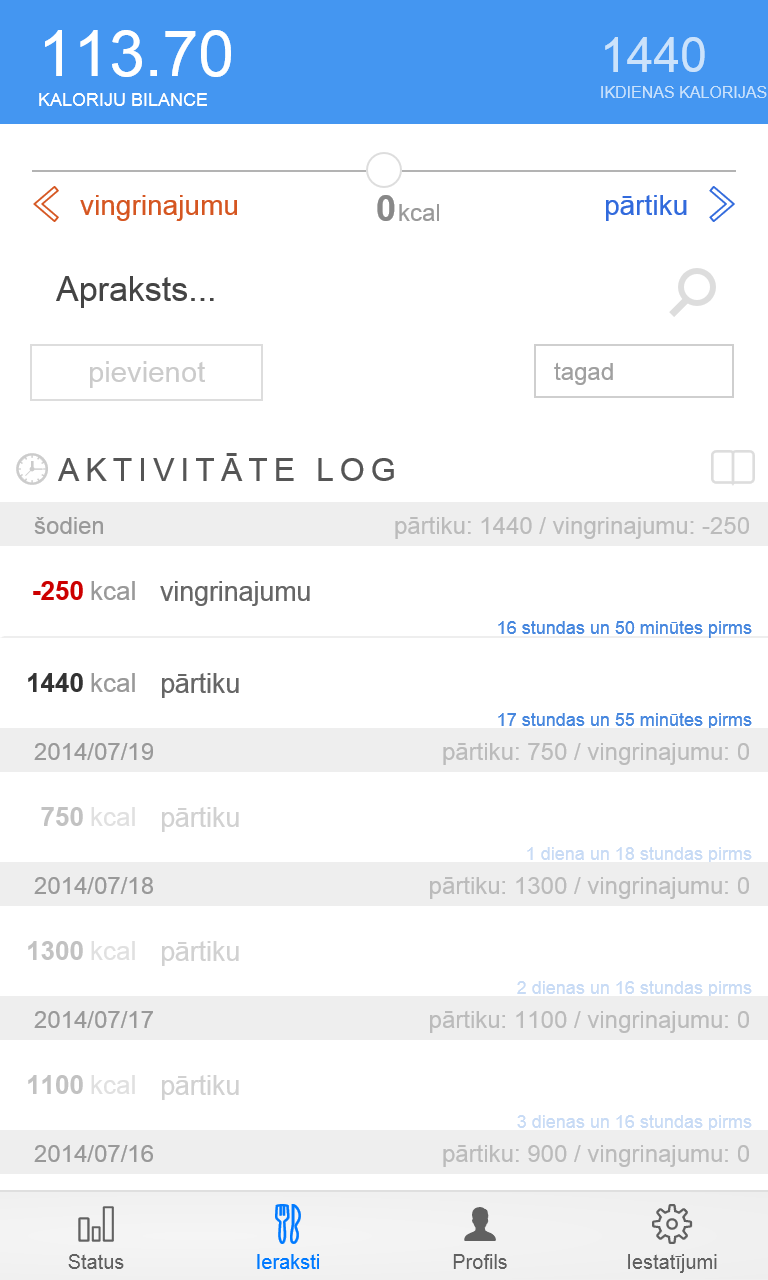 113.70
1440
KALORIJU BILANCE
IKDIENAS KALORIJAS
vingrinajumu
0 kcal
pārtiku
Apraksts...
pievienot
tagad
AKTIVITĀTE LOG
šodien
pārtiku: 1440 / vingrinajumu: -250
-250 kcal vingrinajumu
16 stundas un 50 minūtes pirms
1440 kcal pārtiku
17 stundas un 55 minūtes pirms
2014/07/19
pārtiku: 750 / vingrinajumu: 0
750 kcal pārtiku
1 diena un 18 stundas pirms
2014/07/18
pārtiku: 1300 / vingrinajumu: 0
1300 kcal pārtiku
2 dienas un 16 stundas pirms
2014/07/17
pārtiku: 1100 / vingrinajumu: 0
1100 kcal pārtiku
3 dienas un 16 stundas pirms
2014/07/16
pārtiku: 900 / vingrinajumu: 0
Status
Ieraksti
Profils
Iestatījumi